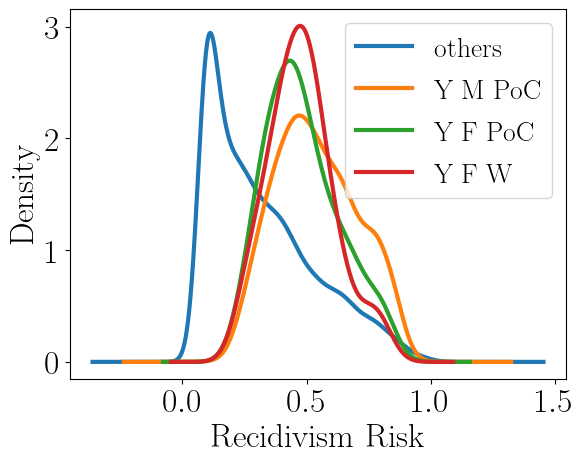 3
2
1
0
Density
others
Y M PoC
Y F PoC
Y F W
0.0 0.5 1.0 1.5
Recidivism Risk